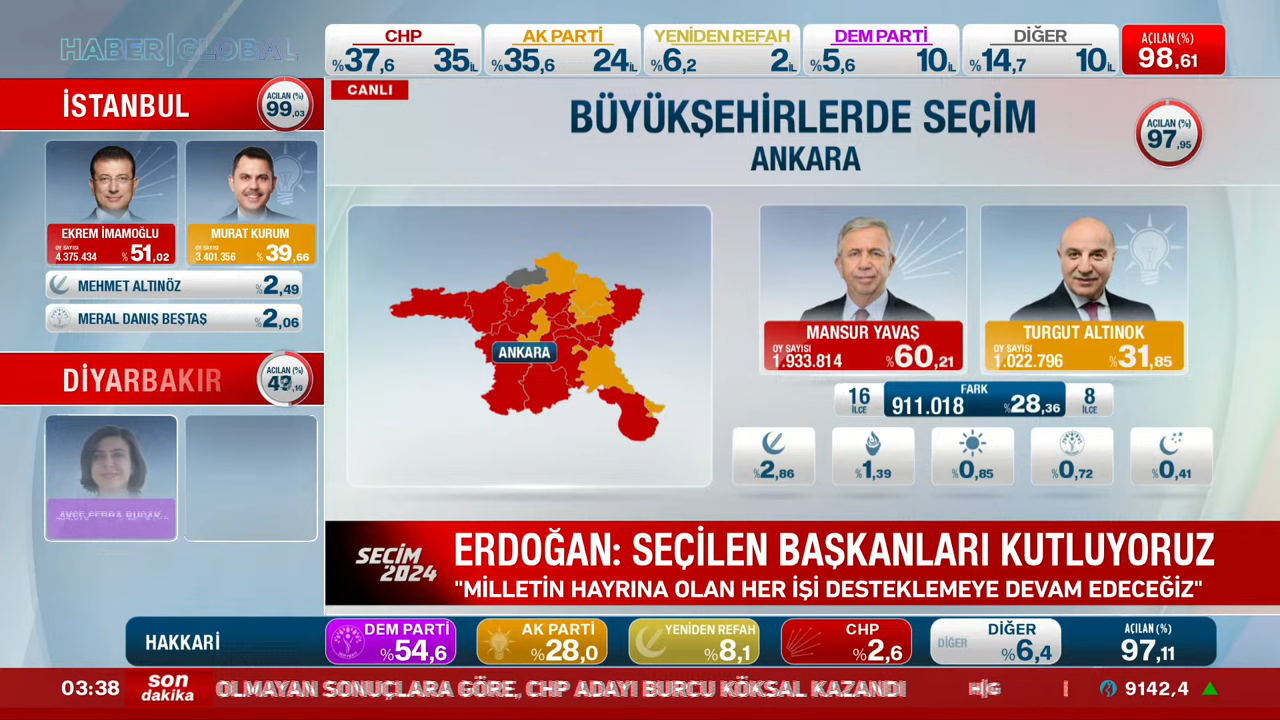 HABER|GLOBAL
CHP
%37,6 35İL
AK PARTİ
%35,6 24İL
YENİDEN REFAH
%6,2 2İL
DEM PARTİ
%5,6 10İL
DİĞER
%14,7 10İL
AÇILAN (%)
98,61
İSTANBUL
AÇILAN (%)
99,03
EKREM İMAMOĞLU
OY SAYISI
4.375.434 %51,02
MURAT KURUM
OY SAYISI
3.401.356 %39,66
MEHMET ALTINÖZ %2,49
MERAL DANIŞ BEŞTAŞ %2,06
DİYARBAKIR
AÇILAN (%)
CANLI
BÜYÜKŞEHİRLERDE SEÇİM
ANKARA
AÇILAN (%)
97,95
ANKARA
MANSUR YAVAŞ
OY SAYISI
1.933.814 %60,21
TURGUT ALTINOK
OY SAYISI
1.022.796 %31,85
16 İLCE
FARK
911.018 %28,36
8 İLCE
%2,86
%1,39
%0,85
%0,72
%0,41
SEÇİM 2024
ERDOĞAN: SEÇİLEN BAŞKANLARI KUTLUYORUZ
"MİLLETİN HAYRINA OLAN HER İŞİ DESTEKLEMEYE DEVAM EDECEĞİZ"
HAKKARİ
DEM PARTİ
%54,6
AK PARTİ
%28,0
YENİDEN REFAH
%8,1
CHP
%2,6
DİĞER
DİĞER
%6,4
AÇILAN (%)
97,11
03:38
son dakika
OLMAYAN SONUÇLARA GÖRE, CHP ADAYI BURCU KÖKSAL KAZANDI
9142,4